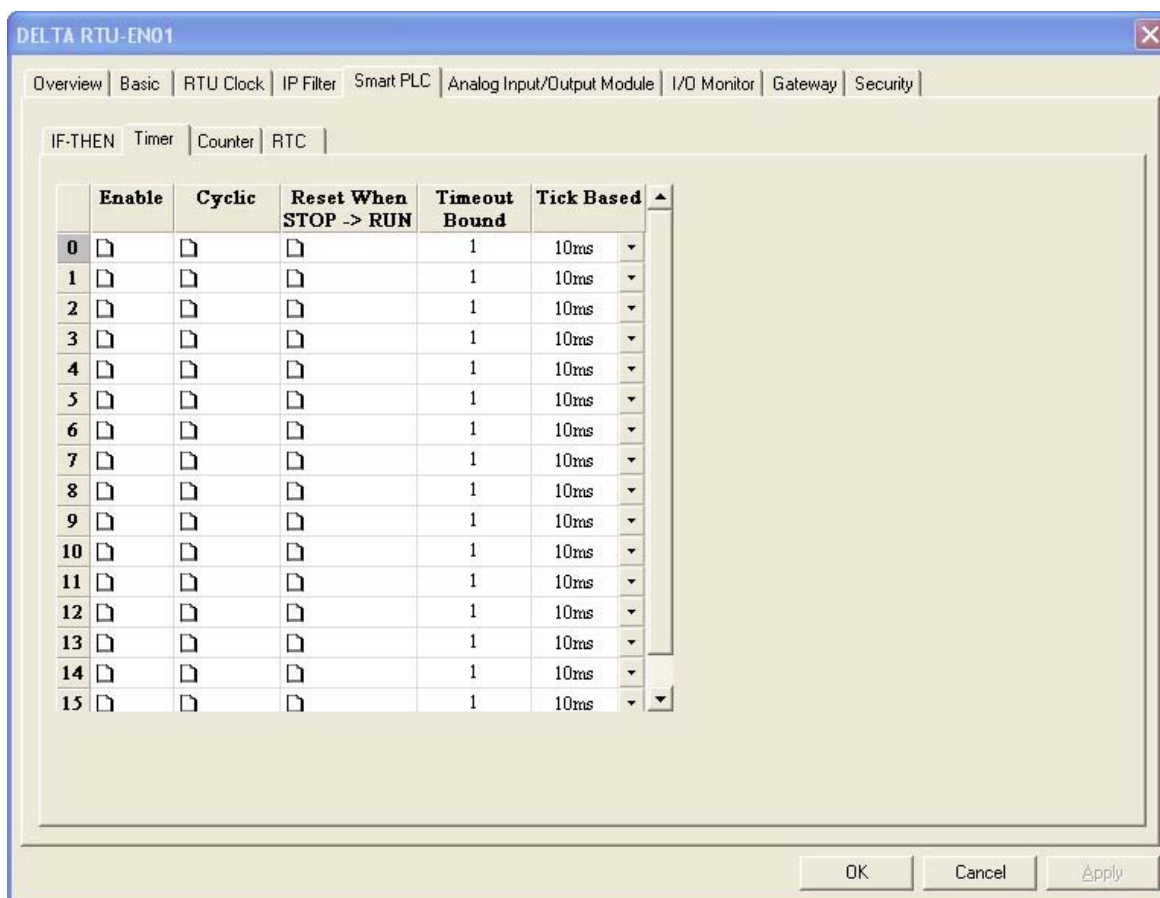 DELTA RTU-EN01
Overview Basic RTU Clock IP Filter Smart PLC Analog Input/Output Module I/O Monitor Gateway Security
IF-THEN Timer Counter RTC
Enable Cyclic Reset When STOP -> RUN Timeout Bound Tick Based
0 1 10ms
1 1 10ms
2 1 10ms
3 1 10ms
4 1 10ms
5 1 10ms
6 1 10ms
7 1 10ms
8 1 10ms
9 1 10ms
10 1 10ms
11 1 10ms
12 1 10ms
13 1 10ms
14 1 10ms
15 1 10ms
OK Cancel Apply